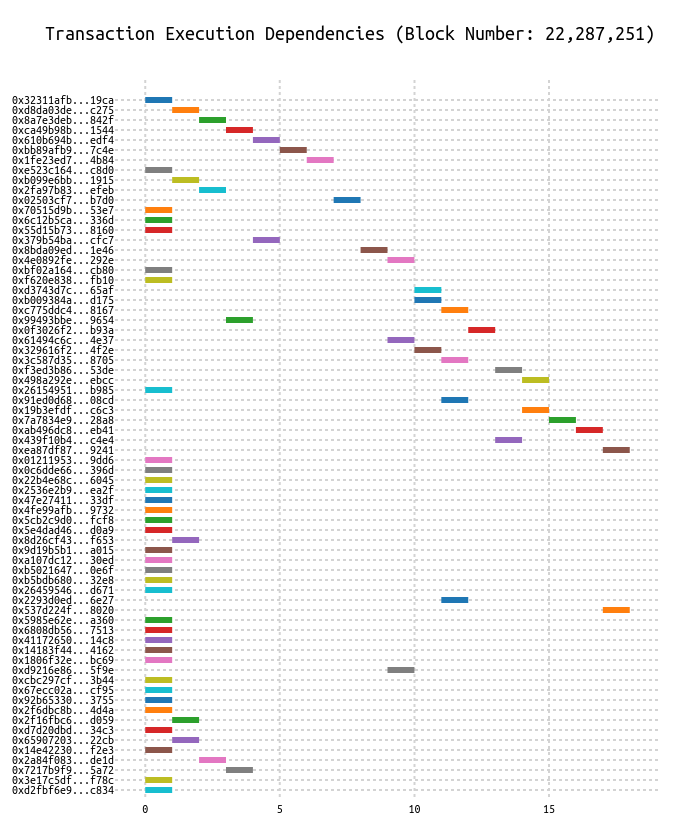 Transaction Execution Dependencies (Block Number: 22,287,251)
0x32311afb...19ca
0xd8da03de...c275
0x8a7e3deb...842f
0xca49b98b...1544
0x610b694b...edf4
0xbb89afb9...7c4e
0x1fe23ed7...4b84
0xe523c164...c8d0
0xb099e6bb...1915
0x2fa97b83...efeb
0x02503cf7...b7d0
0x70515d9b...53e7
0x6c12b5ca...336d
0x55d15b73...8160
0x379b54ba...cfc7
0x8bda09ed...1e46
0x4e0892fe...292e
0xbf02a164...cb80
0xf620e838...fb10
0xd3743d7c...65af
0xb009384a...d175
0xc775ddc4...8167
0x99493bbe...9654
0x0f3026f2...b93a
0x61494c6c...4e37
0x329616f2...4f2e
0x3c587d35...8705
0xf3ed3b86...53de
0x498a292e...ebcc
0x26154951...b985
0x91ed0d68...08cd
0x19b3efdf...c6c3
0x7a7834e9...28a8
0xab496dc8...eb41
0x439f10b4...c4e4
0xea87df87...9241
0x01211953...9dd6
0x0c6dde66...396d
0x22b4e68c...6045
0x2536e2b9...ea2f
0x47e27411...33df
0x4fe99afb...9732
0x5cb2c9d0...fcf8
0x5e4dad46...d0a9
0x8d26cf43...f653
0x9d19b5b1...a015
0xa107dc12...30ed
0xb5021647...0e6f
0xb5bdb680...32e8
0x26459546...d671
0x2293d0ed...6e27
0x537d224f...8020
0x5985e62e...a360
0x6808db56...7513
0x41172650...14c8
0x14183f44...4162
0x1806f32e...bc69
0xd9216e86...5f9e
0xcbc297cf...3b44
0x67ecc02a...cf95
0x92b65330...3755
0x2f6dbc8b...4d4a
0x2f16fbc6...d059
0xd7d20dbd...34c3
0x65907203...22cb
0x14e42230...f2e3
0x2a84f083...de1d
0x7217b9f9...5a72
0x3e17c5df...f78c
0xd2fbf6e9...c834
0 5 10 15